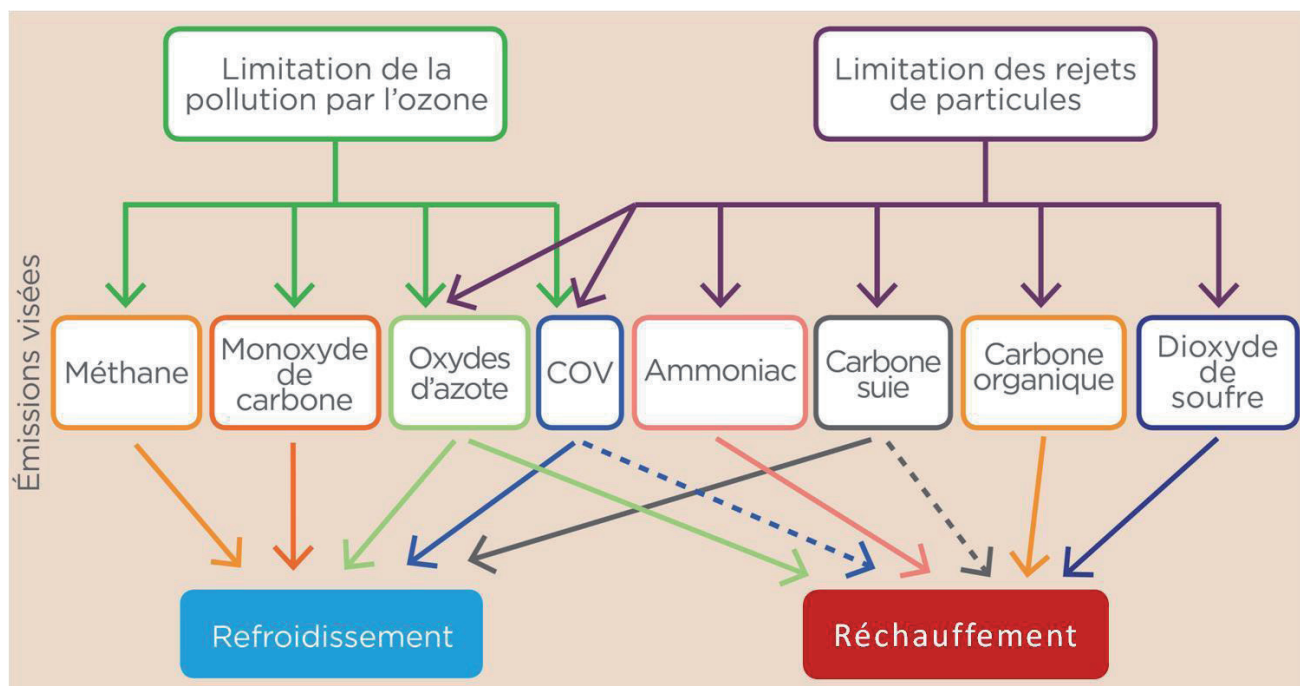 Limitation de la
pollution par l'ozone
Limitation des rejets
de particules
Émissions visées
Méthane
Monoxyde
de
carbone
Oxydes
d'azote
COV
Ammoniac
Carbone
suie
Carbone
organique
Dioxyde
de
soufre
Refroidissement
Réchauffement